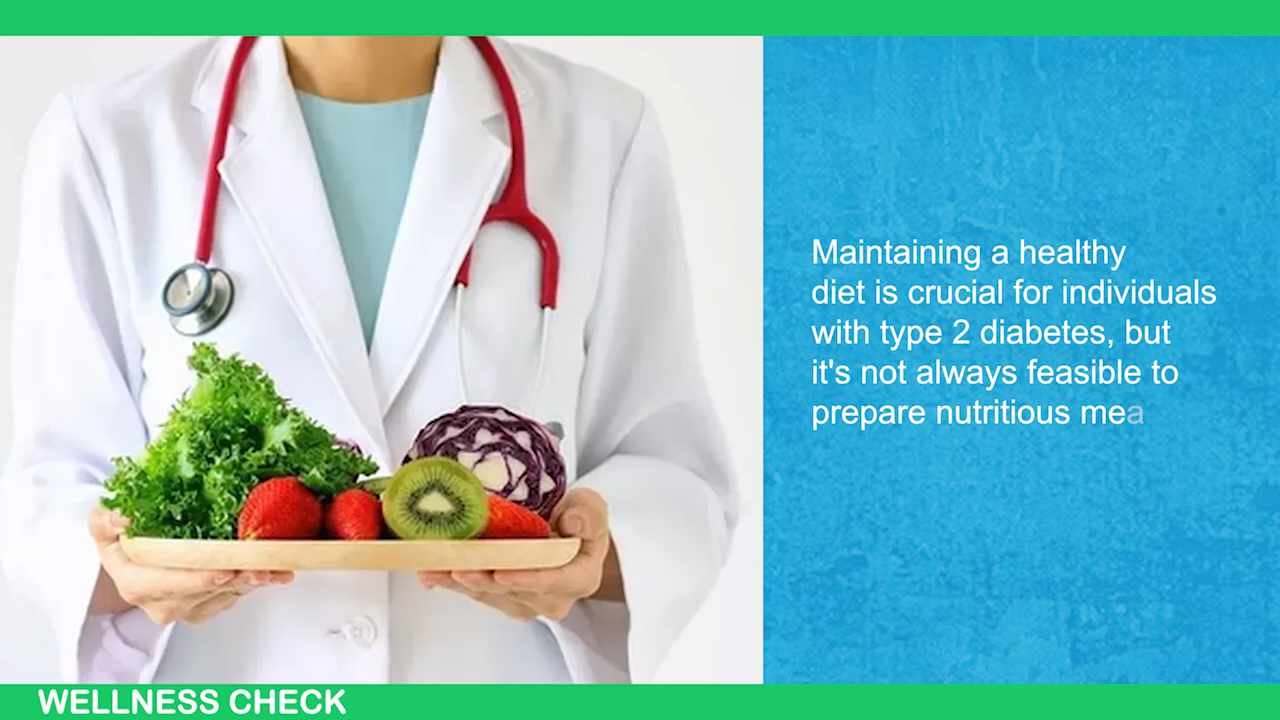 Maintaining a healthy
diet is crucial for individuals
with type 2 diabetes, but
it's not always feasible to
prepare nutritious mea
WELLNESS CHECK